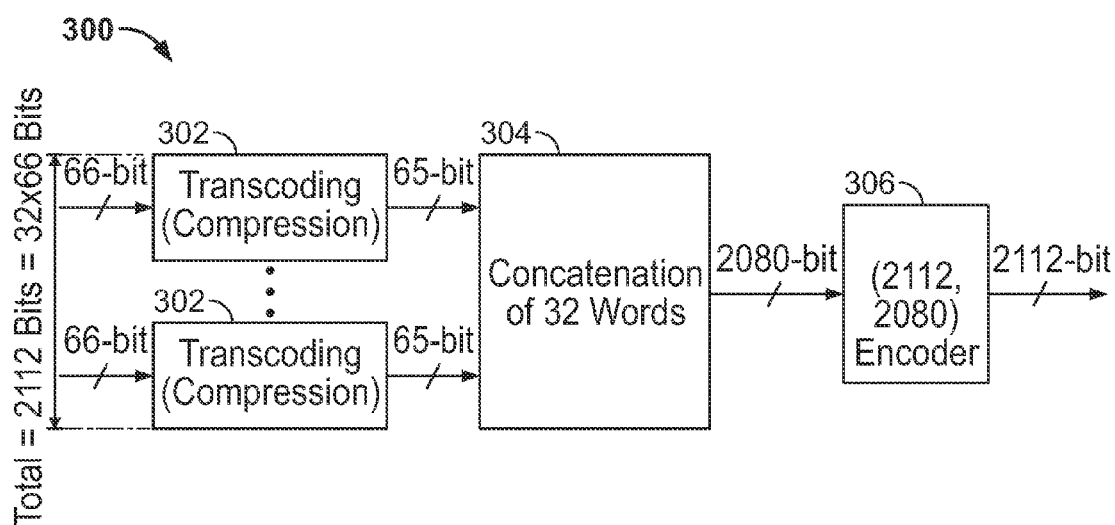 300
Total = 2112 Bits = 32x66 Bits
302
304
66-bit
Transcoding
(Compression)
65-bit
306
Concatenation
of 32 Words
2080-bit
(2112,
2080)
Encoder
2112-bit
302
66-bit
Transcoding
(Compression)
65-bit